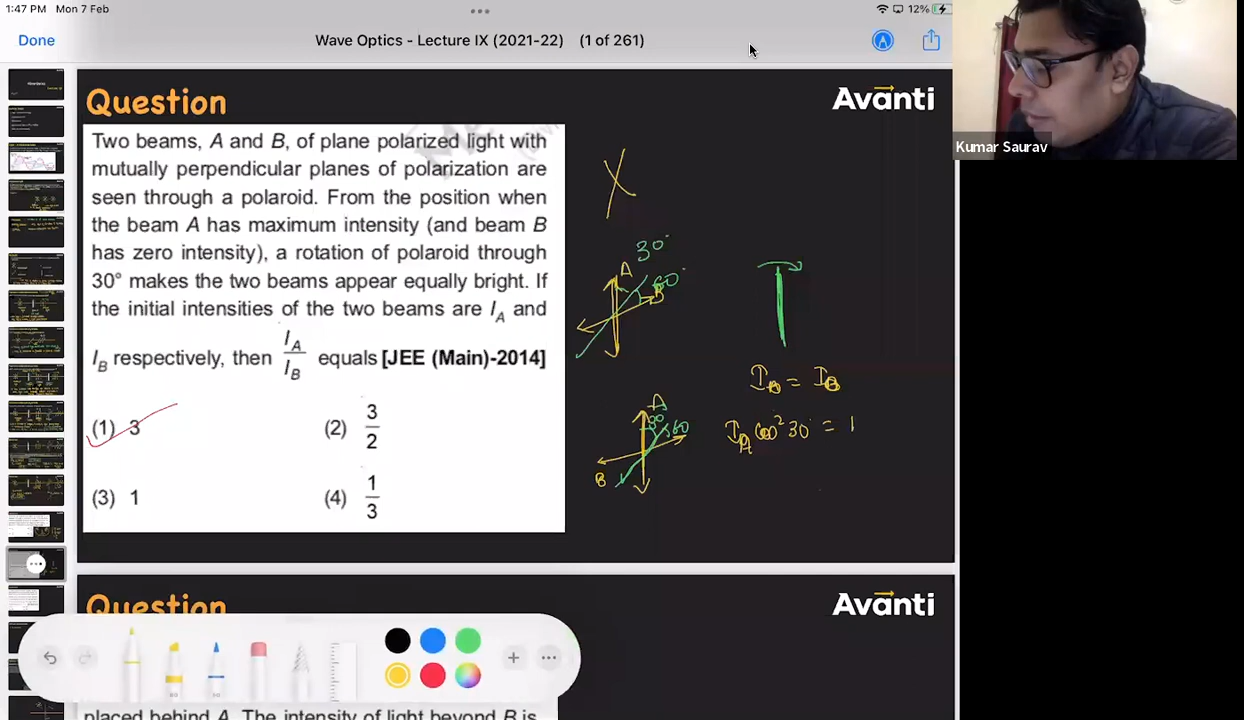 1:47 PM Mon 7 Feb
12%
Done
Wave Optics - Lecture IX (2021-22) (1 of 261)
Kumar Saurav
Question
Avanti
Two beams, A and B, of plane polarized light with
mutually perpendicular planes of polarization are
seen through a polaroid. From the position when
the beam A has maximum intensity (and beam B
has zero intensity), a rotation of polaroid through
30° makes the two beams appear equally bright. If
the initial intensities of the two beams are I_A and
I_B respectively, then I_A/I_B equals [JEE (Main)-2014]
(1) 3
(2) 3/2
(3) 1
(4) 1/3
30°
A
60°
B
A
30
60
B
I_A cos² 30 = 1
Question
Avanti
placed behind A. The intensity of light beyond B is